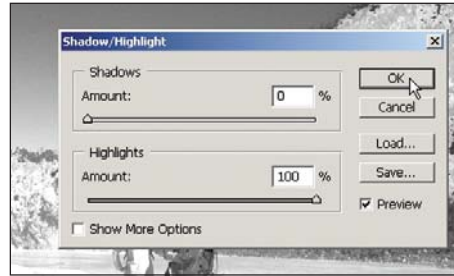 Shadow/Highlight
Shadows
Amount: 0 %
Highlights
Amount: 100 %
Show More Options
OK
Cancel
Load...
Save...
Preview